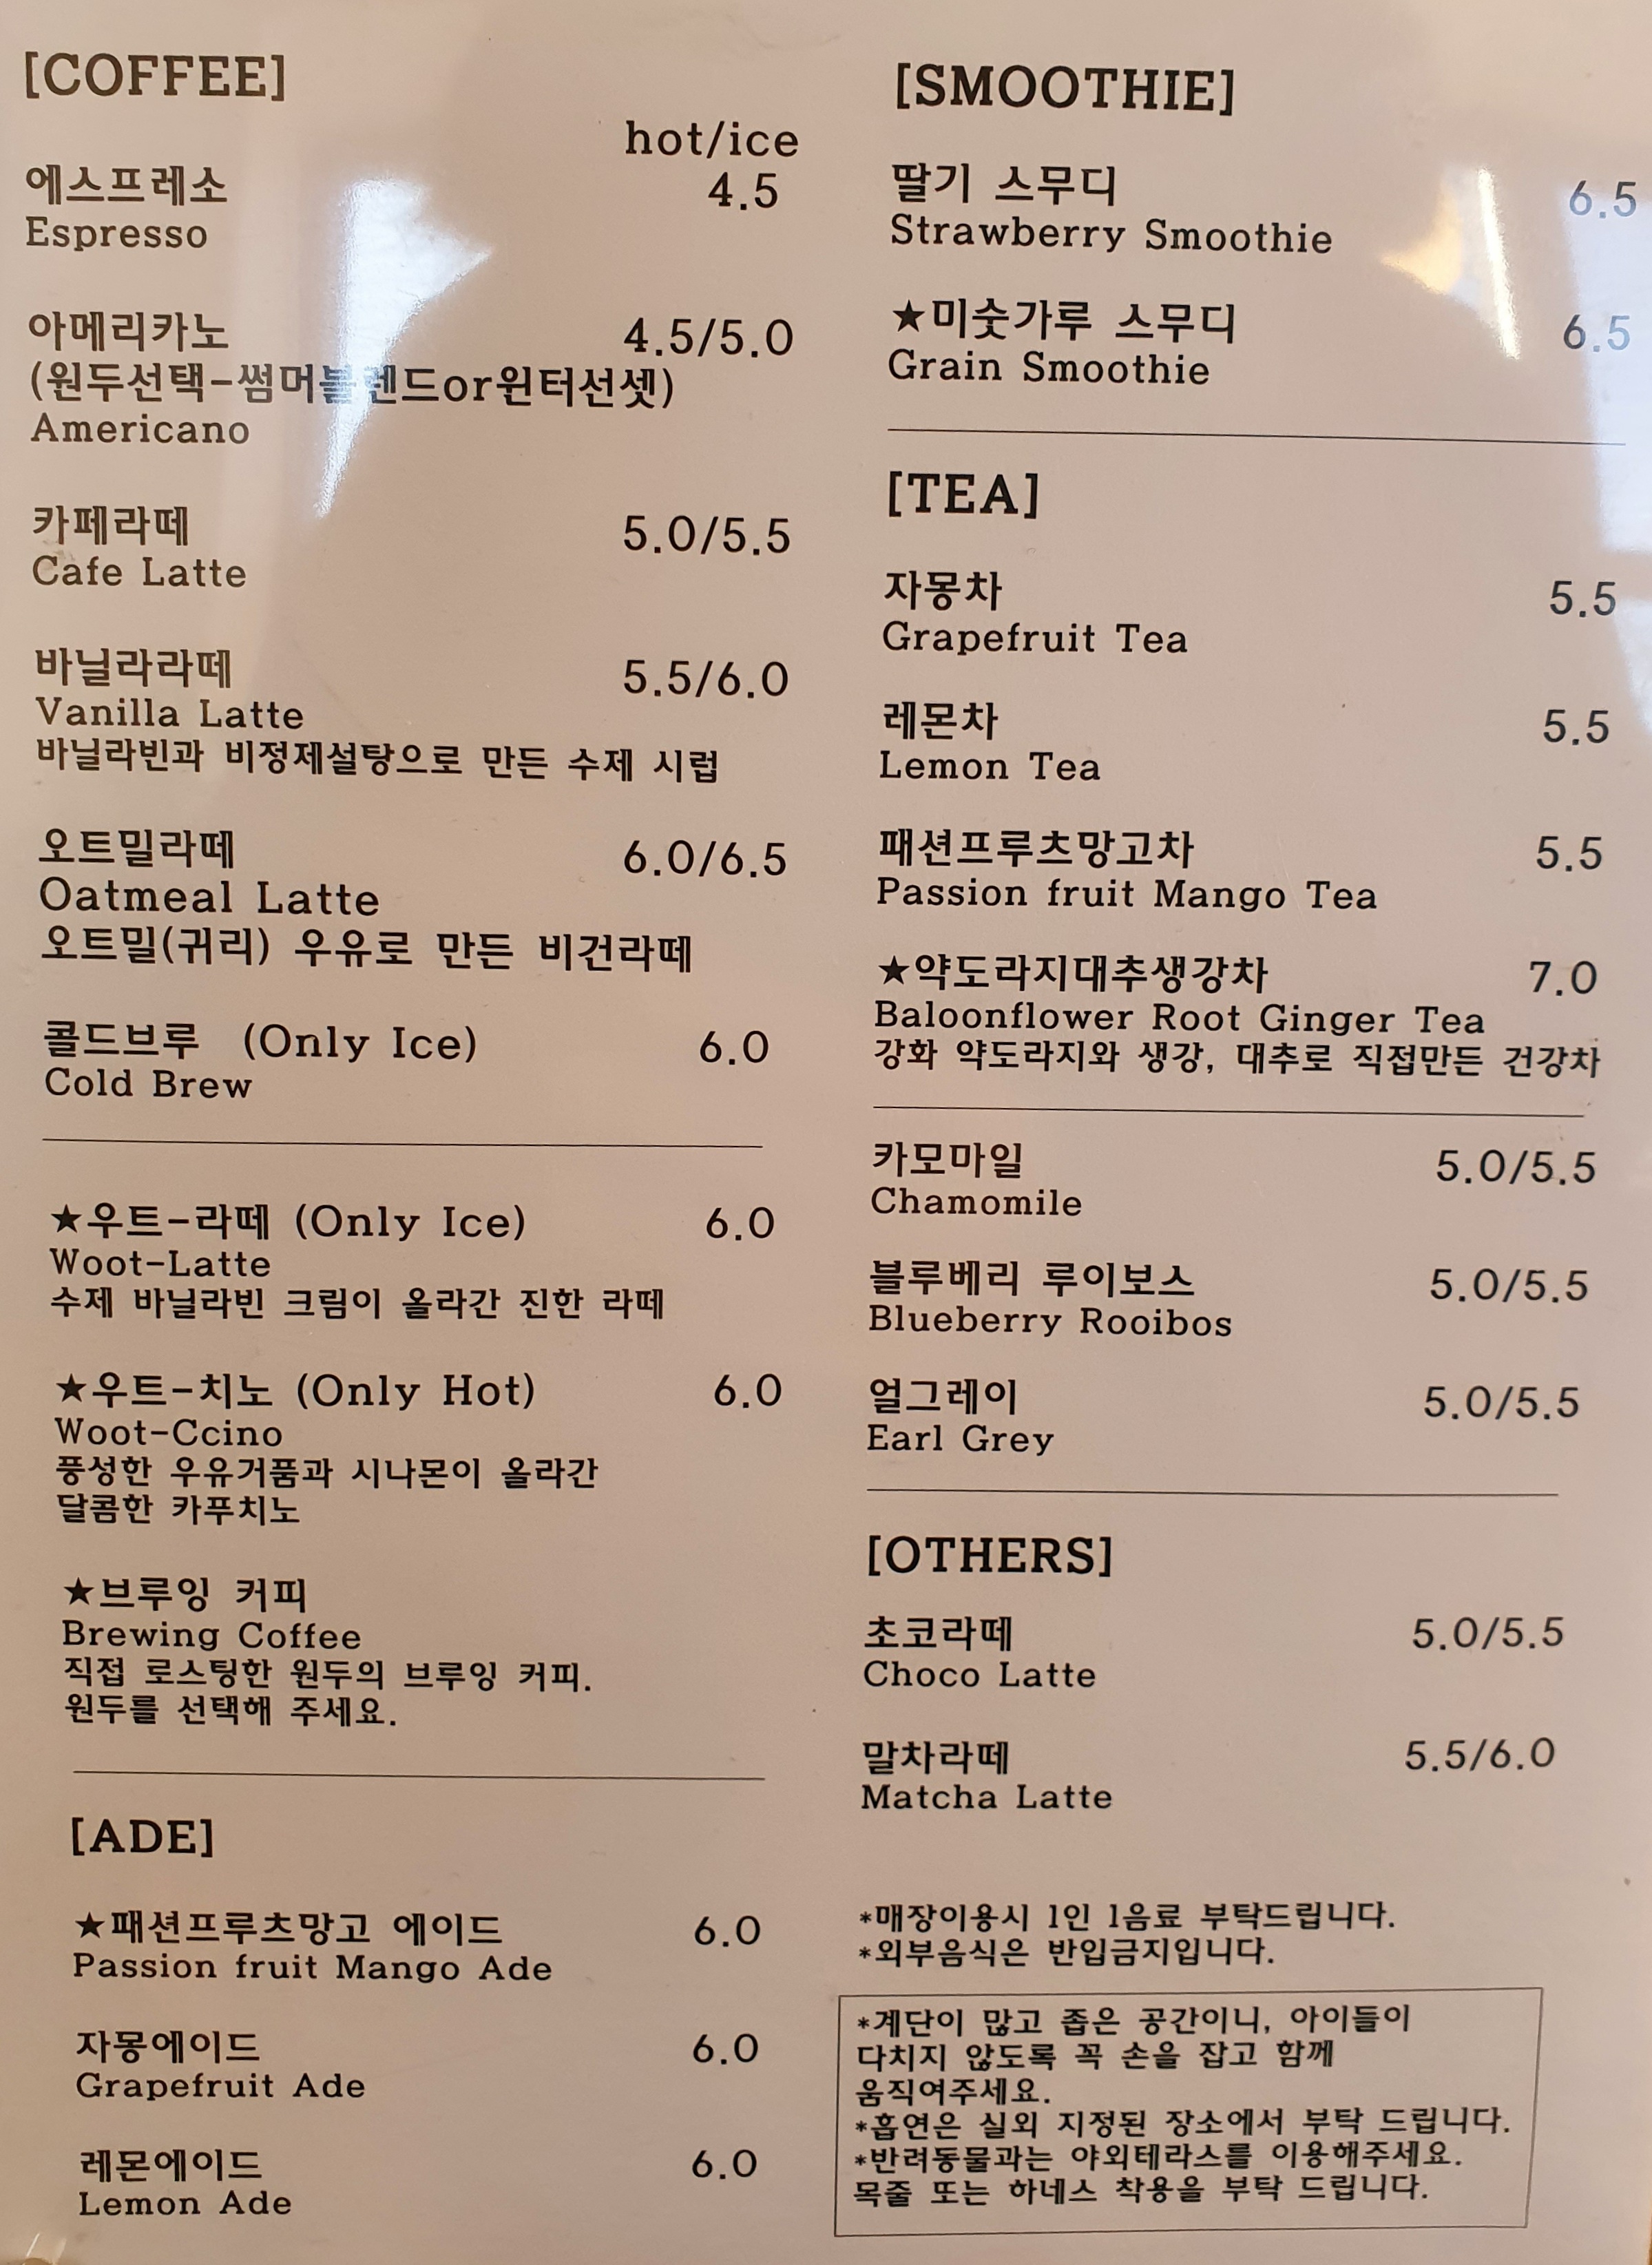 [COFFEE]
hot/ice
에스프레소 4.5
Espresso
아메리카노 4.5/5.0
(원두선택-썸머블렌드or윈터선셋)
Americano
카페라떼 5.0/5.5
Cafe Latte
바닐라라떼 5.5/6.0
Vanilla Latte
바닐라빈과 비정제설탕으로 만든 수제 시럽
오트밀라떼 6.0/6.5
Oatmeal Latte
오트밀(귀리) 우유로 만든 비건라떼
콜드브루 (Only Ice) 6.0
Cold Brew
★우트-라떼 (Only Ice) 6.0
Woot-Latte
수제 바닐라빈 크림이 올라간 진한 라떼
★우트-치노 (Only Hot) 6.0
Woot-Ccino
풍성한 우유거품과 시나몬이 올라간
달콤한 카푸치노
★브루잉 커피
Brewing Coffee
직접 로스팅한 원두의 브루잉 커피.
원두를 선택해 주세요.
[ADE]
★패션프루츠망고 에이드 6.0
Passion fruit Mango Ade
자몽에이드 6.0
Grapefruit Ade
레몬에이드 6.0
Lemon Ade
[SMOOTHIE]
딸기 스무디 6.5
Strawberry Smoothie
★미숫가루 스무디 6.5
Grain Smoothie
[TEA]
자몽차 5.5
Grapefruit Tea
레몬차 5.5
Lemon Tea
패션프루츠망고차 5.5
Passion fruit Mango Tea
★약도라지대추생강차 7.0
Baloonflower Root Ginger Tea
강화 약도라지와 생강, 대추로 직접만든 건강차
카모마일 5.0/5.5
Chamomile
블루베리 루이보스 5.0/5.5
Blueberry Rooibos
얼그레이 5.0/5.5
Earl Grey
[OTHERS]
초코라떼 5.0/5.5
Choco Latte
말차라떼 5.5/6.0
Matcha Latte
*매장이용시 1인 1음료 부탁드립니다.
*외부음식은 반입금지입니다.
*계단이 많고 좁은 공간이니, 아이들이
다치지 않도록 꼭 손을 잡고 함께
움직여주세요.
*흡연은 실외 지정된 장소에서 부탁 드립니다.
*반려동물과는 야외테라스를 이용해주세요.
목줄 또는 하네스 착용을 부탁 드립니다.